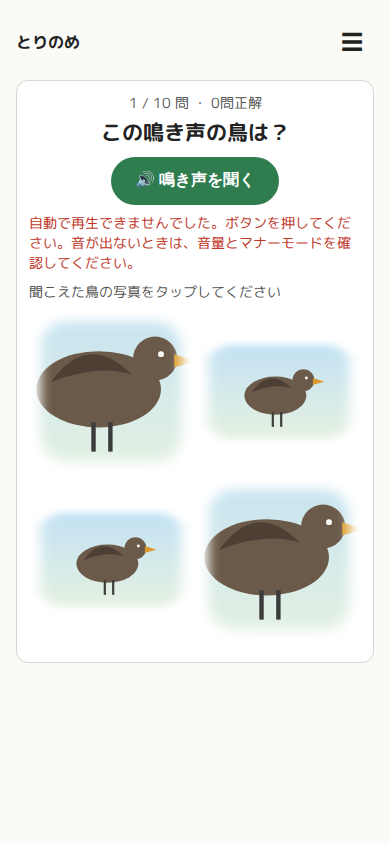 とりのめ
1 / 10 問 · 0問正解
この鳴き声の鳥は？
🔊 鳴き声を聞く
自動で再生できませんでした。ボタンを押してくだ
さい。音が出ないときは、音量とマナーモードを確
認してください。
聞こえた鳥の写真をタップしてください